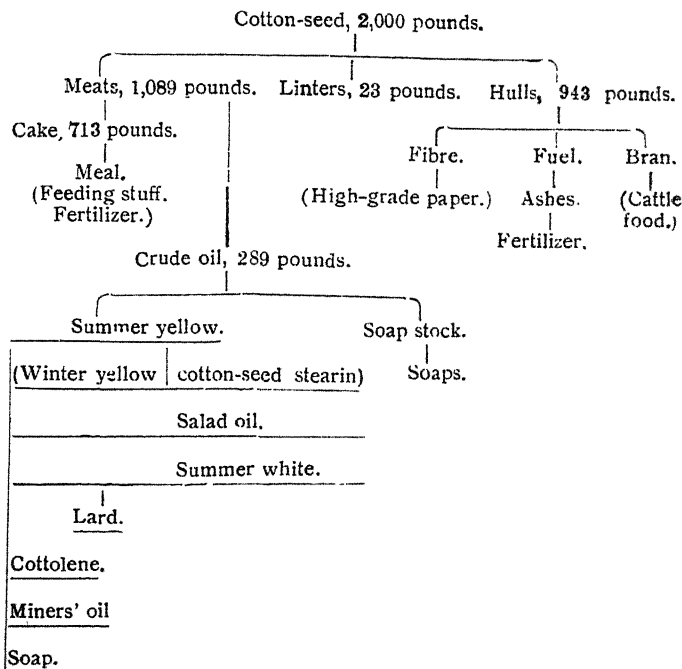 Cotton-seed, 2,000 pounds.
Meats, 1,089 pounds. Linters, 23 pounds. Hulls, 943 pounds.
Cake, 713 pounds.
Fibre. Fuel. Bran.
Meal.
(Feeding stuff.
Fertilizer.)
(High-grade paper.) Ashes. (Cattle
food.)
Fertilizer.
Crude oil, 289 pounds.
Summer yellow. Soap stock.
(Winter yellow cotton-seed stearin) Soaps.
Salad oil.
Summer white.
Lard.
Cottolene.
Miners' oil
Soap.